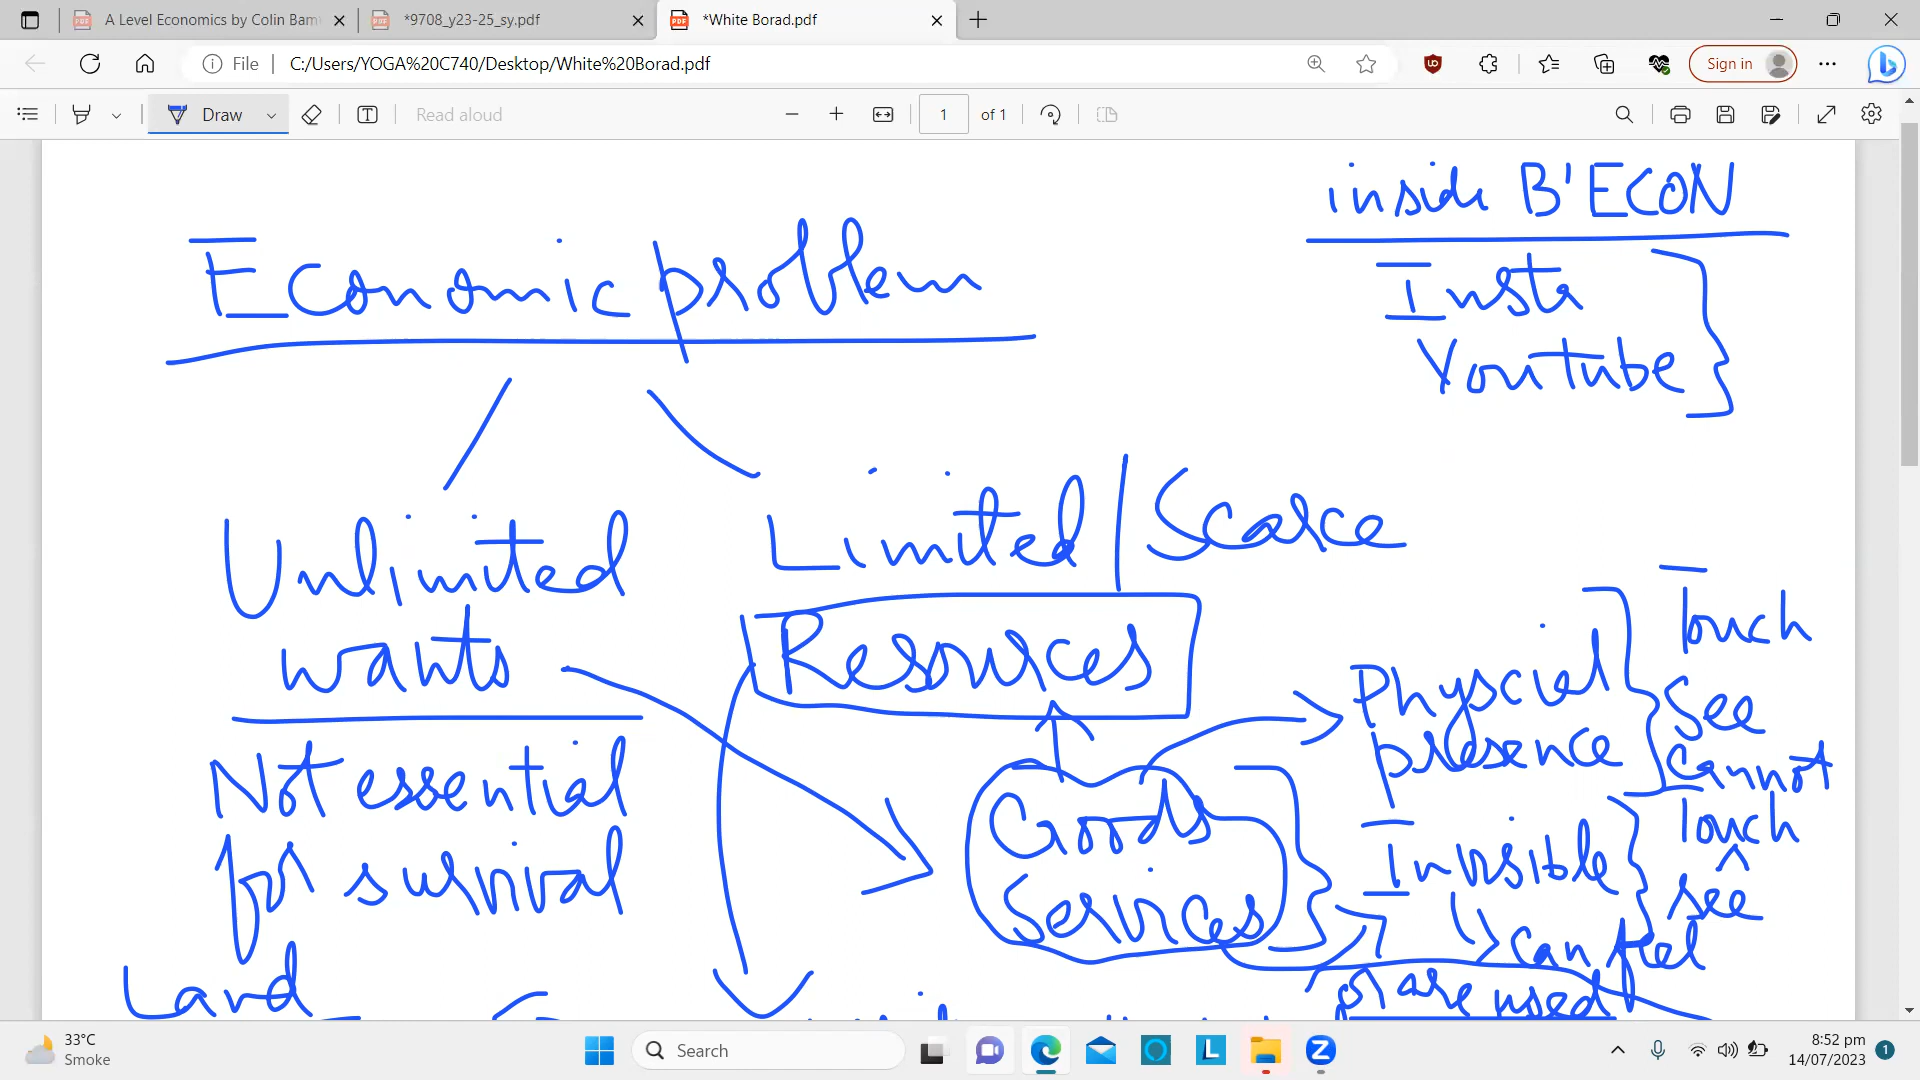 A Level Economics by Colin Bam
*9708_y23-25_sy.pdf
*White Borad.pdf
File
C:/Users/YOGA%20C740/Desktop/White%20Borad.pdf
Sign in
Draw
Read aloud
1
of 1
inside B'ECON
Economic problem
Insta
Youtube
Unlimited
wants
Limited/Scarce
Resources
Not essential
for survival
Goods
Services
Physcial
presence
Touch
See
Invisible
cannot
Touch
see
can feel
or are used
Land
33°C
Smoke
Search
8:52 pm
14/07/2023
1